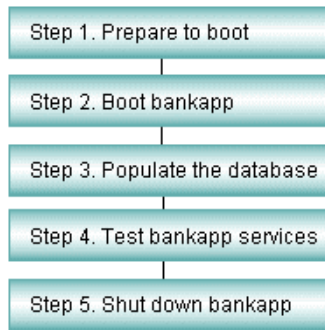 Step 1. Prepare to boot
Step 2. Boot bankapp
Step 3. Populate the database
Step 4. Test bankapp services
Step 5. Shut down bankapp